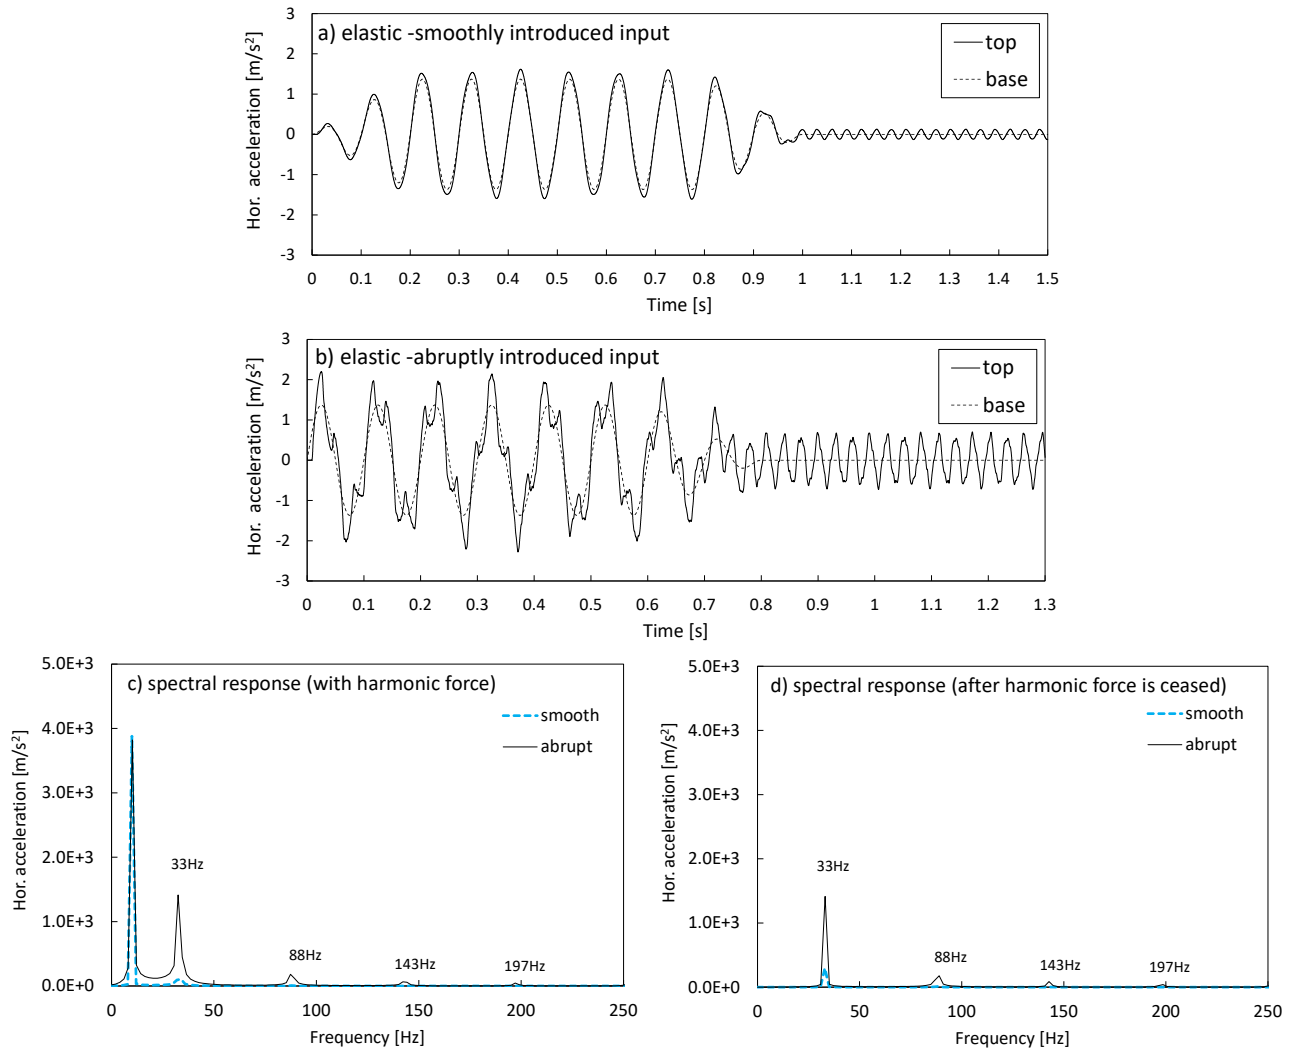 a) elastic -smoothly introduced input
top
base
Hor. acceleration [m/s²]
3
2
1
0
-1
-2
-3
0 0.1 0.2 0.3 0.4 0.5 0.6 0.7 0.8 0.9 1 1.1 1.2 1.3 1.4 1.5
Time [s]
b) elastic -abruptly introduced input
top
base
Hor. acceleration [m/s²]
3
2
1
0
-1
-2
-3
0 0.1 0.2 0.3 0.4 0.5 0.6 0.7 0.8 0.9 1 1.1 1.2 1.3
Time [s]
c) spectral response (with harmonic force)
smooth
abrupt
Hor. acceleration [m/s²]
5.0E+3
4.0E+3
3.0E+3
2.0E+3
1.0E+3
0.0E+0
33Hz
88Hz
143Hz
197Hz
0 50 100 150 200 250
Frequency [Hz]
d) spectral response (after harmonic force is ceased)
smooth
abrupt
Hor. acceleration [m/s²]
5.0E+3
4.0E+3
3.0E+3
2.0E+3
1.0E+3
0.0E+0
33Hz
88Hz
143Hz
197Hz
0 50 100 150 200 250
Frequency [Hz]